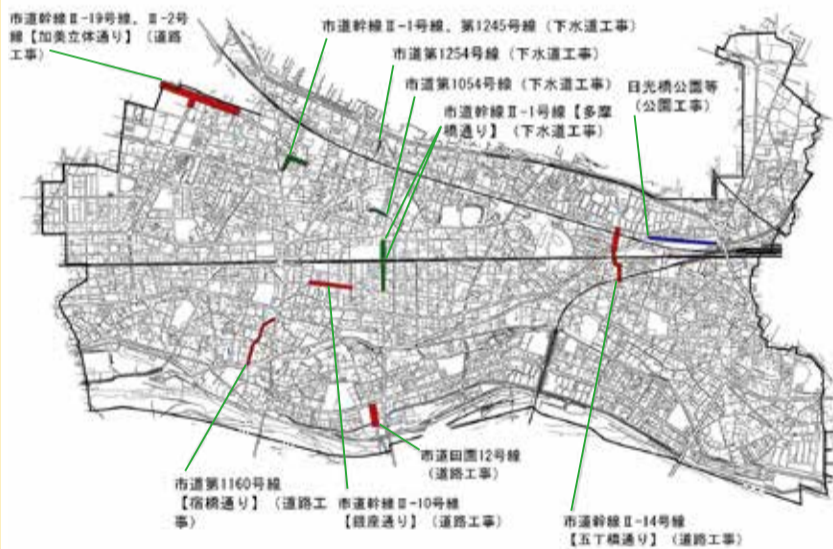 市道幹線Ⅱ-19号線、Ⅱ-2号
線【加美立体通り】（道路
工事）
市道幹線Ⅱ-1号線、第1245号線（下水道工事）
市道第1254号線（下水道工事）
市道第1054号線（下水道工事）
市道幹線Ⅱ-1号線【多摩
橋通り】（下水道工事）
日光橋公園等
（公園工事）
市道第1160号線
【宿橋通り】（道路工
事）
市道幹線Ⅱ-10号線
【銀座通り】（道路工事）
市道田園12号線
（道路工事）
市道幹線Ⅱ-14号線
【五丁橋通り】（道路工事）